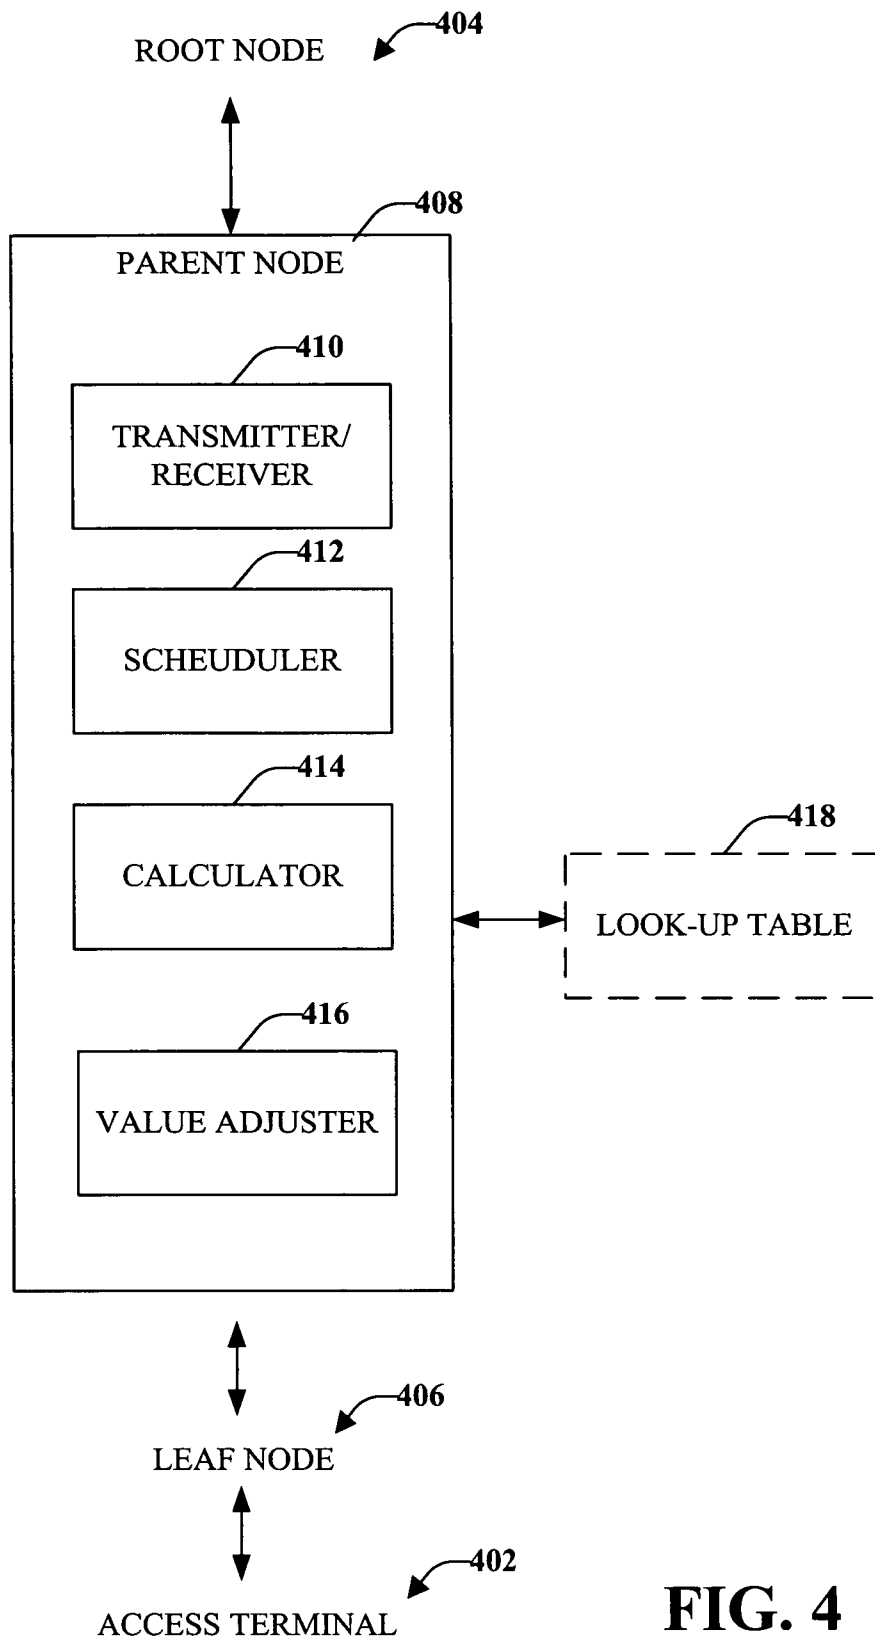 404
ROOT NODE
408
PARENT NODE
410
TRANSMITTER/
RECEIVER
412
SCHEUDULER
414
CALCULATOR
418
LOOK-UP TABLE
416
VALUE ADJUSTER
406
LEAF NODE
402
ACCESS TERMINAL
FIG. 4